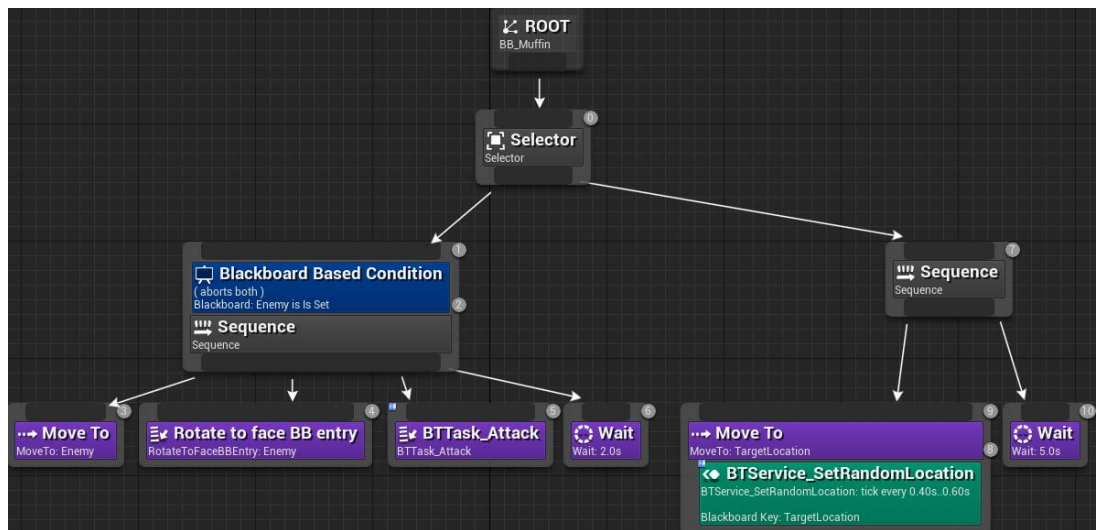 ROOT
BB_Muffin
0
Selector
Selector
1
Blackboard Based Condition
( aborts both )
Blackboard: Enemy is Is Set
2
Sequence
Sequence
7
Sequence
Sequence
3
Move To
MoveTo: Enemy
4
Rotate to face BB entry
RotateToFaceBBEntry: Enemy
5
BTTask_Attack
BTTask_Attack
6
Wait
Wait: 2.0s
9
Move To
MoveTo: TargetLocation
8
BTService_SetRandomLocation
BTService_SetRandomLocation: tick every 0.40s..0.60s
Blackboard Key: TargetLocation
10
Wait
Wait: 5.0s